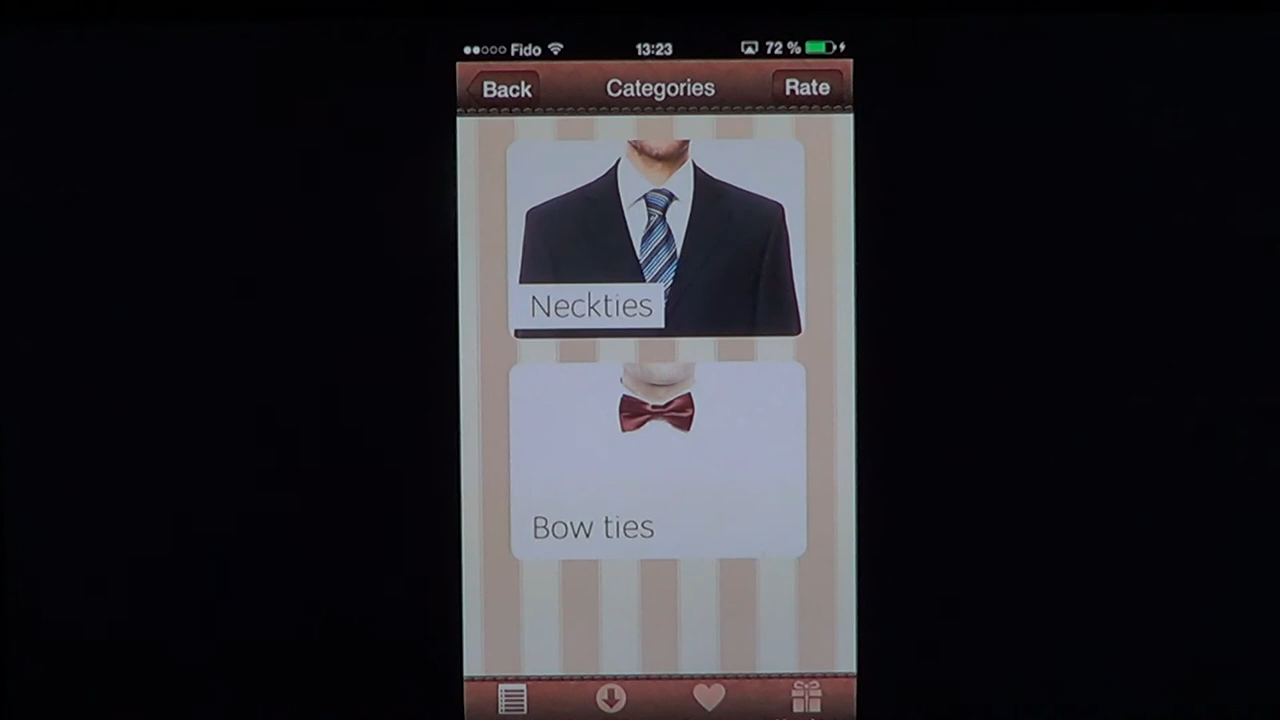 Fido 13:23 72 %
Back Categories Rate
Neckties
Bow ties